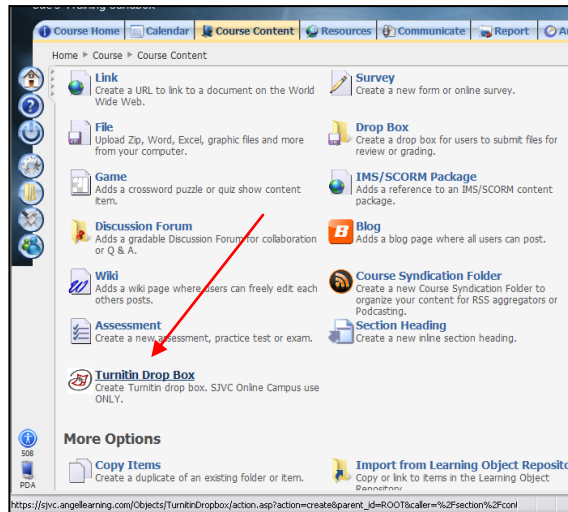 Sue's Training Sandbox
Course Home Calendar Course Content Resources Communicate Report
Home Course Course Content
Link
Create a URL to link to a document on the World
Wide Web.
Survey
Create a new form or online survey.
File
Upload Zip, Word, Excel, graphic files and more
from your computer.
Drop Box
Create a drop box for users to submit files for
review or grading.
Game
Adds a crossword puzzle or quiz show content
item.
IMS/SCORM Package
Adds a reference to an IMS/SCORM content
package.
Discussion Forum
Adds a gradable Discussion Forum for collaboration
or Q & A.
Blog
Adds a blog page where all users can post.
Wiki
Adds a wiki page where users can freely edit each
others posts.
Course Syndication Folder
Create a new Course Syndication Folder to
organize your content for RSS aggregators or
Podcasting.
Assessment
Create a new assessment, practice test or exam.
Section Heading
Create a new inline section heading.
Turnitin Drop Box
Create Turnitin drop box. SJVC Online Campus use
ONLY.
508
PDA
More Options
Copy Items
Create a duplicate of an existing folder or item.
Import from Learning Object Reposito
Copy or link to items in the Learning Object
Repository
https://sjvc.angellearning.com/Objects/TurnitinDropbox/action.asp?action=create&parent_id=ROOT&caller=%2Fsection%2Fcon